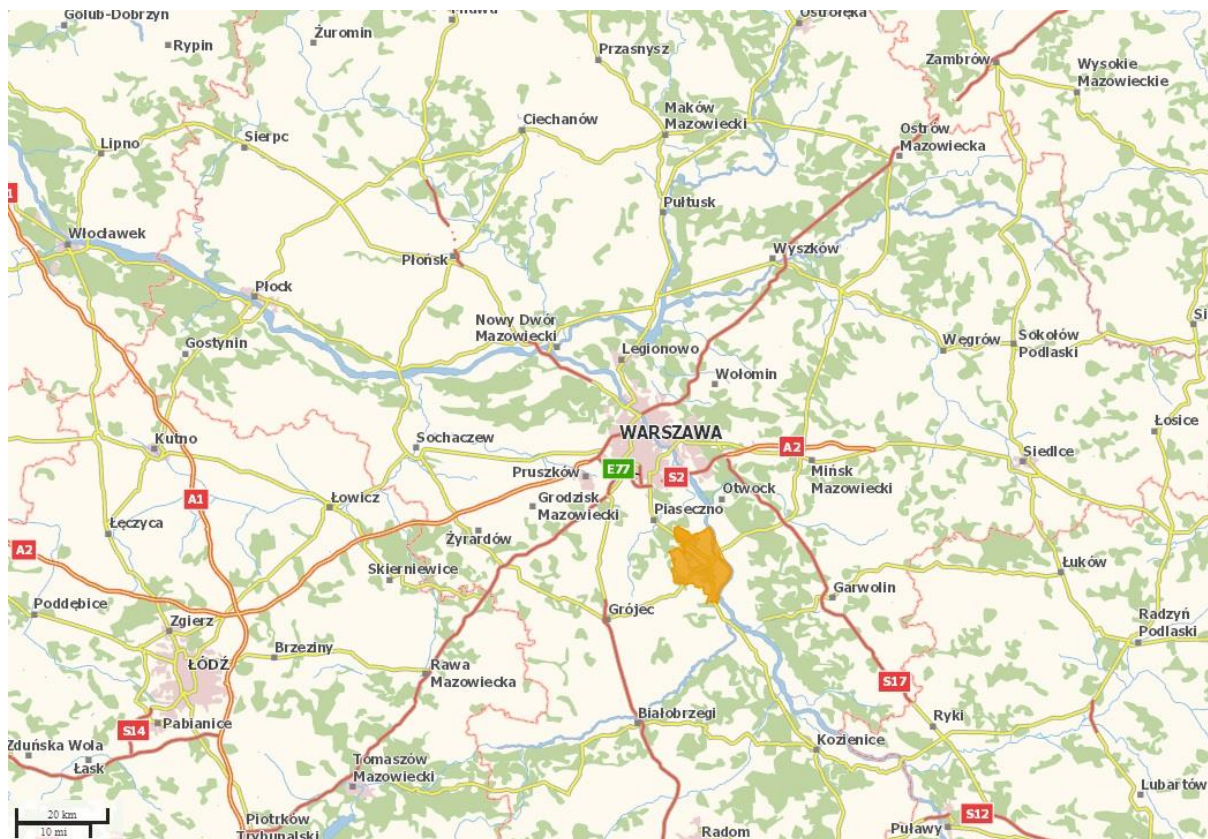 Golub-Dobrzyn
Rypin
Żuromin
Mława
Przasnysz
Ostrołęka
Zambrów
Wysokie
Mazowieckie
Lipno
Sierpc
Ciechanów
Maków
Mazowiecki
Ostrów
Mazowiecka
Włocławek
Pułtusk
Płońsk
Wyszków
Płock
Nowy Dwór
Mazowiecki
Gostynin
Legionowo
Węgrów
Sokołów
Podlaski
Wołomin
Łosice
Kutno
Sochaczew
WARSZAWA
A2
Siedlce
Pruszków
E77
S2
Mińsk
Mazowiecki
A1
Łowicz
Grodzisk
Mazowiecki
Otwock
Piaseczno
Łęczyca
Żyrardów
A2
Skierniewice
Łuków
Poddębice
Grójec
Garwolin
Zgierz
Radzyń
Podlaski
Brzeziny
ŁÓDŹ
Rawa
Mazowiecka
S17
Pabianice
S14
Białobrzegi
Ryki
Zduńska Wola
Łask
Kozienice
Tomaszów
Mazowiecki
Lubartów
20 km
10 mi
Piotrków
Trybunalski
Radom
Puławy
S12